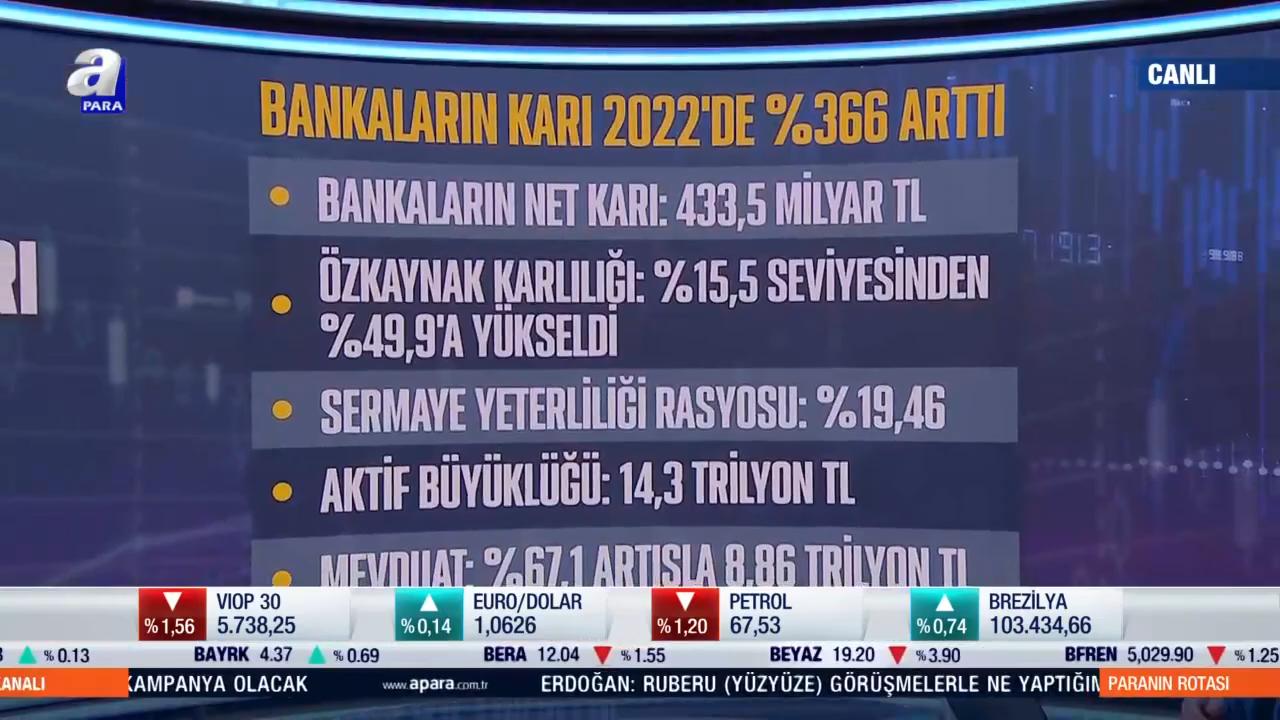 a
PARA
CANLI
BANKALARIN KARI 2022'DE %366 ARTTI
BANKALARIN NET KARI: 433,5 MİLYAR TL
ÖZKAYNAK KARLILIĞI: %15,5 SEVİYESİNDEN
%49,9'A YÜKSELDİ
SERMAYE YETERLİLİĞİ RASYOSU: %19,46
AKTİF BÜYÜKLÜĞÜ: 14,3 TRİLYON TL
MEVDUAT: %67,1 ARTIŞLA 8,86 TRİLYON TL
RI
%1,56 VIOP 30 5.738,25
%0,14 EURO/DOLAR 1,0626
%1,20 PETROL 67,53
%0,74 BREZİLYA 103.434,66
%0.13 BAYRK 4.37 %0.69 BERA 12.04 %1.55 BEYAZ 19.20 %3.90 BFREN 5,029.90 %1.25
KANALI KAMPANYA OLACAK www.apara.com.tr ERDOĞAN: RUBERU (YÜZYÜZE) GÖRÜŞMELERLE NE YAPTIĞIN PARANIN ROTASI